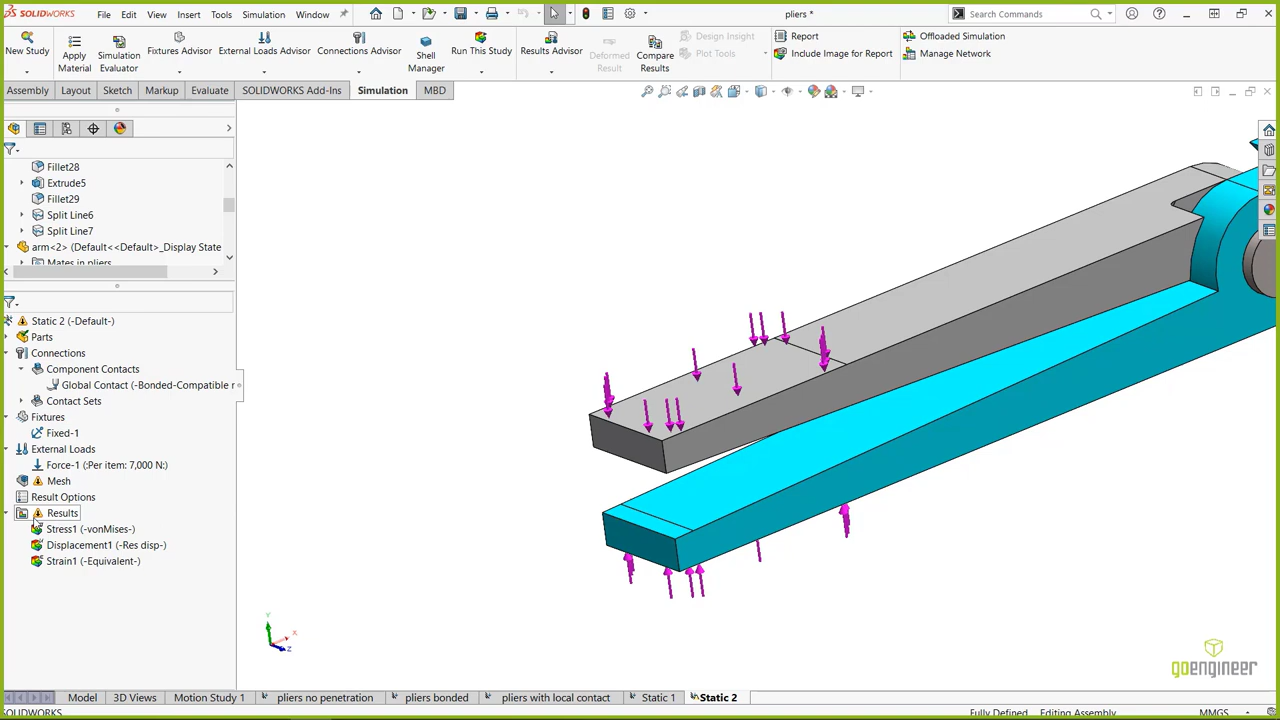 SOLIDWORKS File Edit View Insert Tools Simulation Window pliers * Search Commands
New Study
Apply Material
Simulation Evaluator
Fixtures Advisor
External Loads Advisor
Connections Advisor
Shell Manager
Run This Study
Results Advisor
Deformed Result
Compare Results
Design Insight
Plot Tools
Report
Include Image for Report
Offloaded Simulation
Manage Network
Assembly Layout Sketch Markup Evaluate SOLIDWORKS Add-Ins Simulation MBD
Fillet28
Extrude5
Fillet29
Split Line6
Split Line7
arm<2> (Default<<Default>_Display State
Mates in pliers
Static 2 (-Default-)
Parts
Connections
Component Contacts
Global Contact (-Bonded-Compatible r
Contact Sets
Fixtures
Fixed-1
External Loads
Force-1 (:Per item: 7,000 N:)
Mesh
Result Options
Results
Stress1 (-vonMises-)
Displacement1 (-Res disp-)
Strain1 (-Equivalent-)
Y
X
Z
goengineer
Model 3D Views Motion Study 1 pliers no penetration pliers bonded pliers with local contact Static 1 Static 2
SOLIDWORKS Fully Defined Editing Assembly MMGS